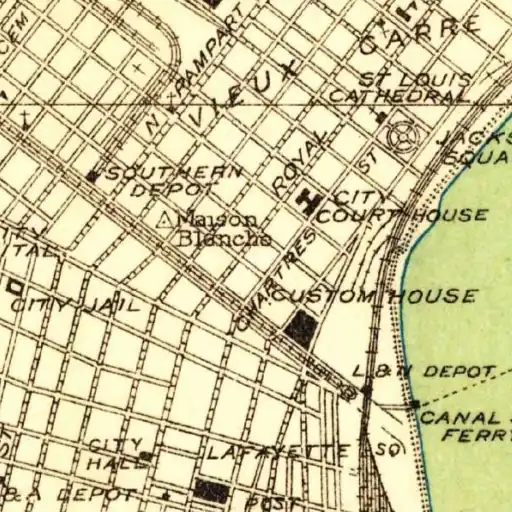 CARRE
CEM
N RAMPART
VIEUX
ST LOUIS
CATHEDRAL
ROYAL
ST
SOUTHERN
DEPOT
CITY
COURT HOUSE
Maison
Blanche
CHARTRES
CITY JAIL
CUSTOM HOUSE
L & N DEPOT
CANAL
FERRY
CITY
HALL
LAFAYETTE SQ
& A DEPOT
POST